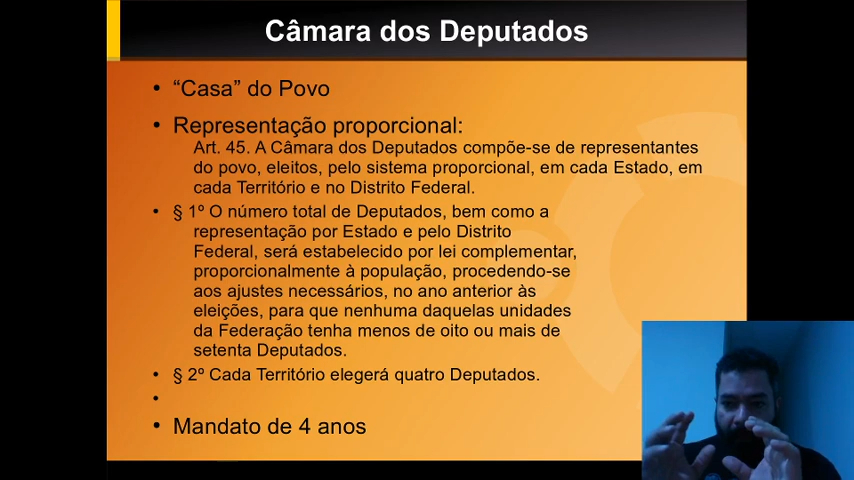 Câmara dos Deputados
• “Casa” do Povo
• Representação proporcional:
Art. 45. A Câmara dos Deputados compõe-se de representantes
do povo, eleitos, pelo sistema proporcional, em cada Estado, em
cada Território e no Distrito Federal.
• § 1º O número total de Deputados, bem como a
representação por Estado e pelo Distrito
Federal, será estabelecido por lei complementar,
proporcionalmente à população, procedendo-se
aos ajustes necessários, no ano anterior às
eleições, para que nenhuma daquelas unidades
da Federação tenha menos de oito ou mais de
setenta Deputados.
• § 2º Cada Território elegerá quatro Deputados.
•
• Mandato de 4 anos